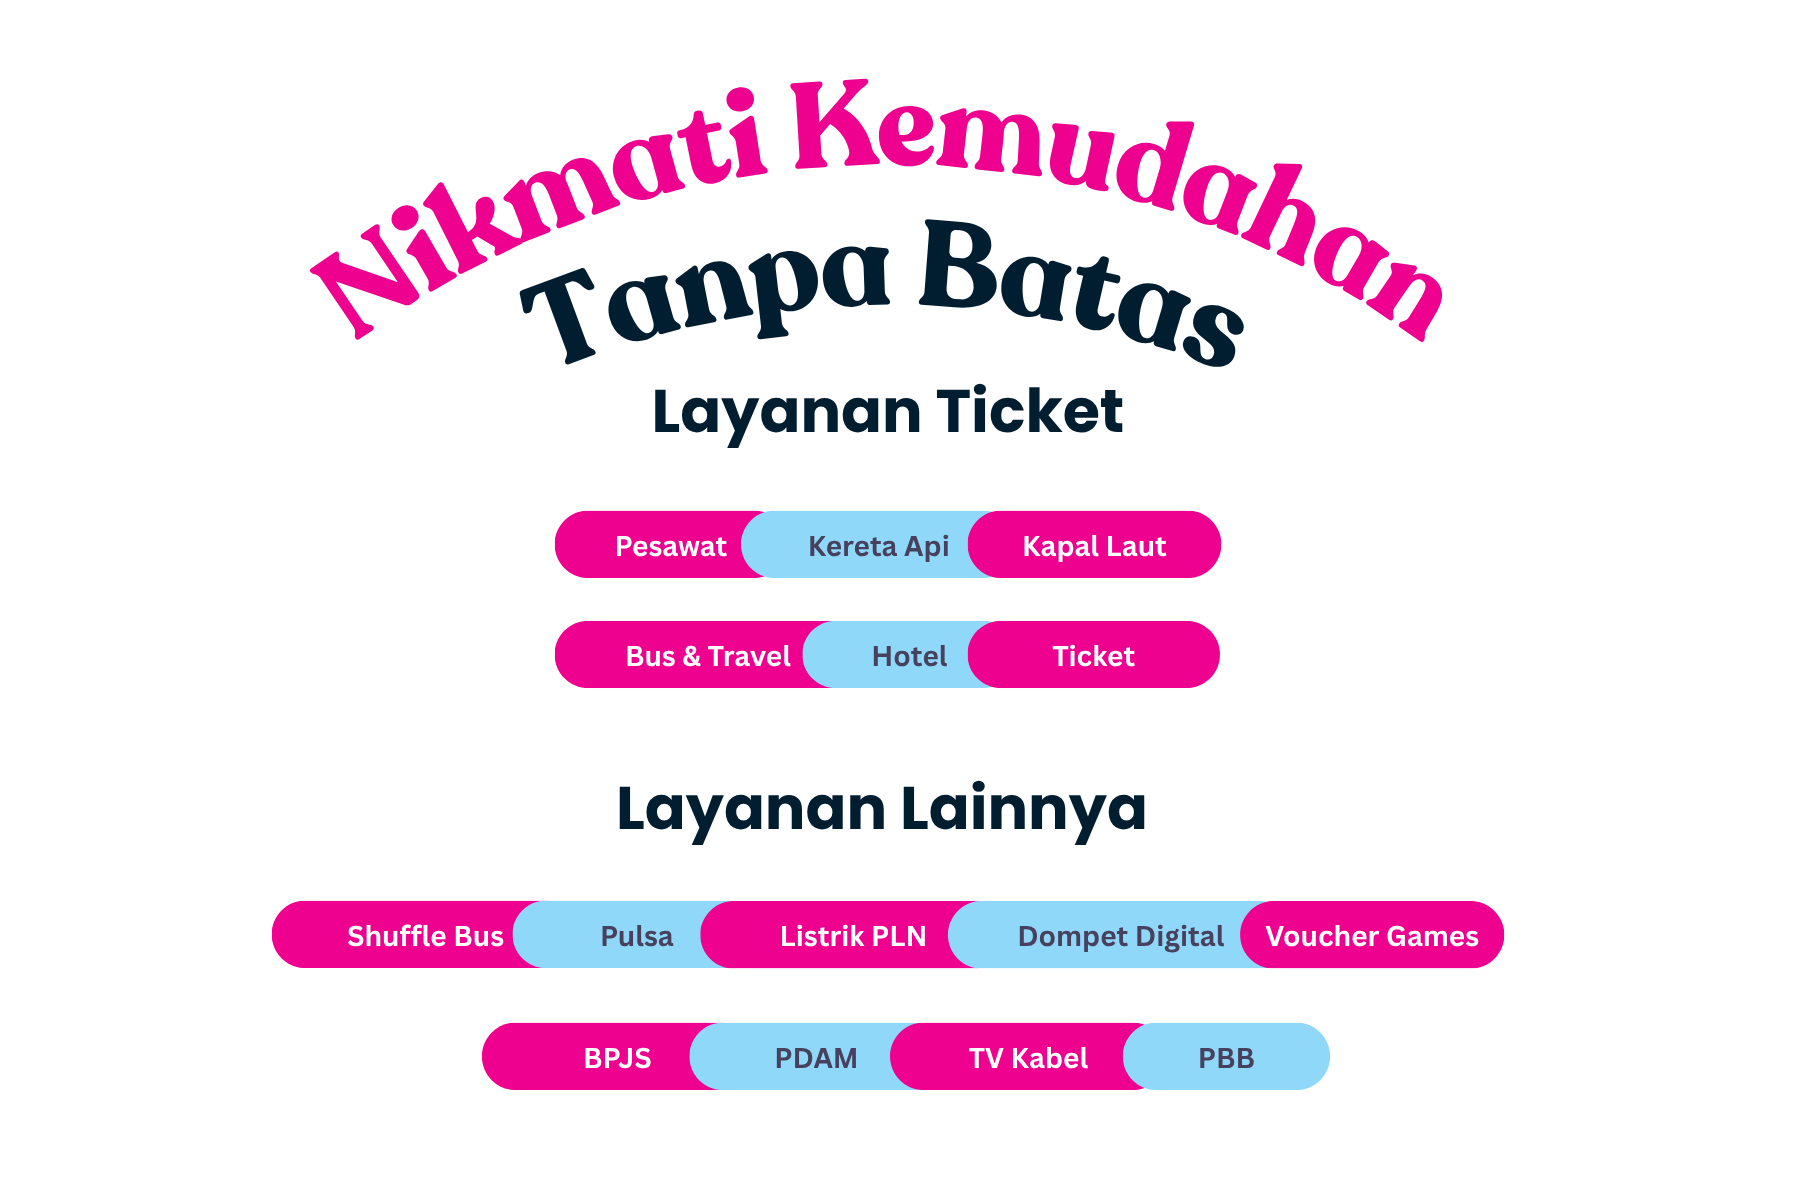 Nikmati Kemudahan
Tanpa Batas
Layanan Ticket
Pesawat Kereta Api Kapal Laut
Bus & Travel Hotel Ticket
Layanan Lainnya
Shuffle Bus Pulsa Listrik PLN Dompet Digital Voucher Games
BPJS PDAM TV Kabel PBB